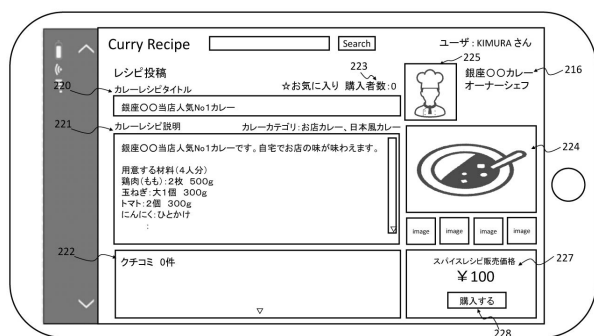 Curry Recipe
Search
ユーザ：KIMURA さん
レシピ投稿
223
225
銀座〇〇カレー
オーナーシェフ
216
220
カレーレシピタイトル
☆お気に入り 購入者数:0
銀座〇〇当店人気No1カレー
221
カレーレシピ説明
カレーカテゴリ:お店カレー、日本風カレー
銀座〇〇当店人気No1カレーです。自宅でお店の味が味わえます。
用意する材料(4人分)
鶏肉(もも):2枚 500g
玉ねぎ:大1個 300g
トマト:2個 300g
にんにく:ひとかけ
:
224
image
image
image
image
222
クチコミ 0件
スパイスレシピ販売価格
227
￥100
購入する
228